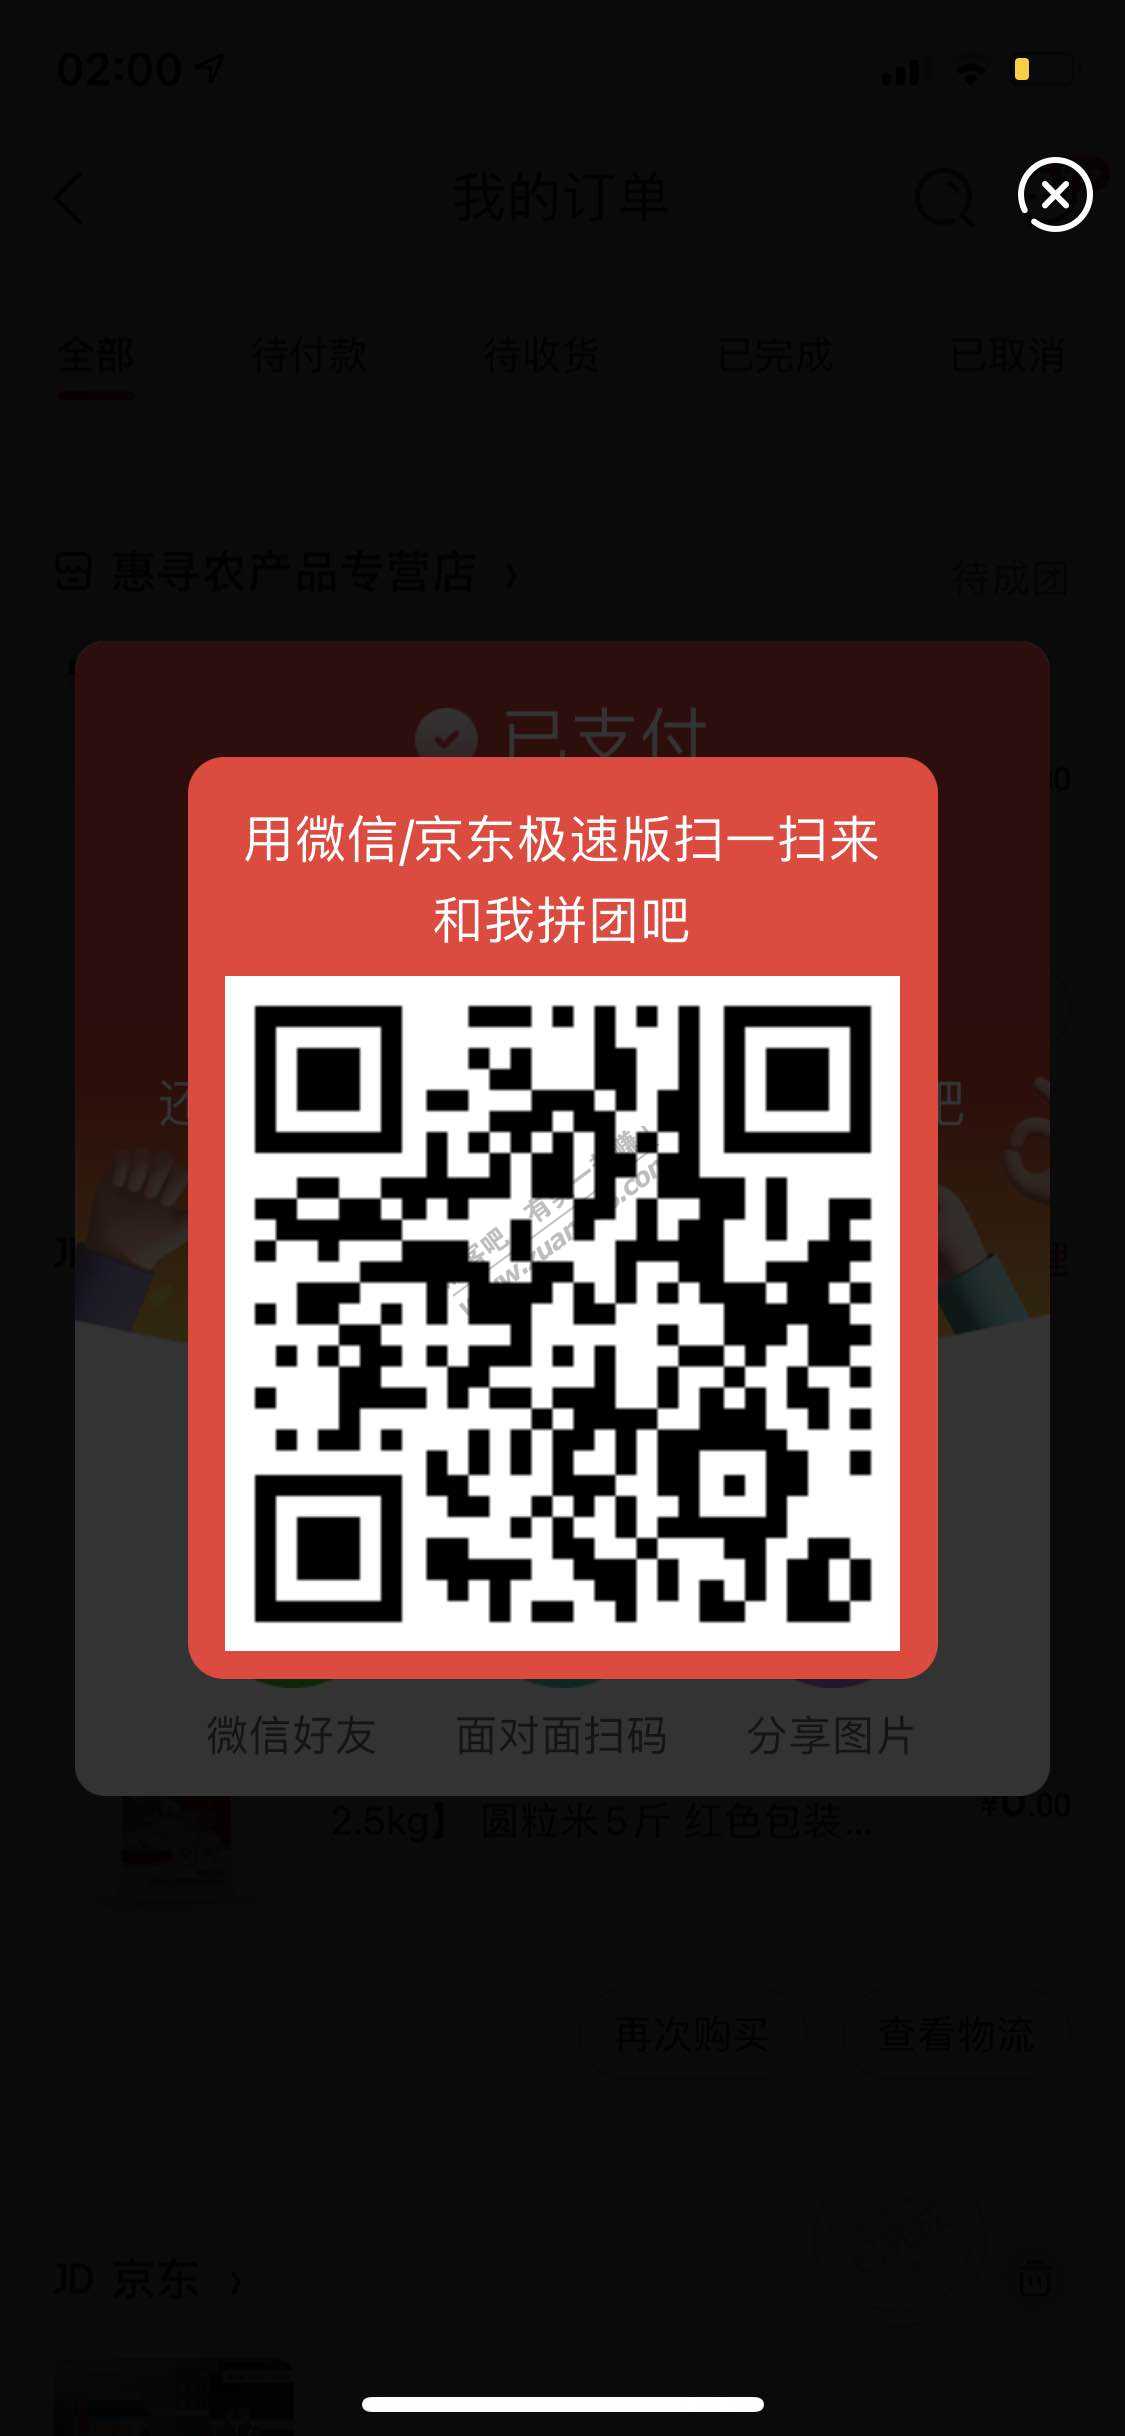 02:00
我的订单
全部 待付款 待收货 已完成 已取消
惠寻农产品专营店
待成团
已支付
用微信/京东极速版扫一扫来
和我拼团吧
还
吧
微信好友 面对面扫码 分享图片
2.5kg】 圆粒米5斤 红色包装...
¥0.00
再次购买 查看物流
JD 京东